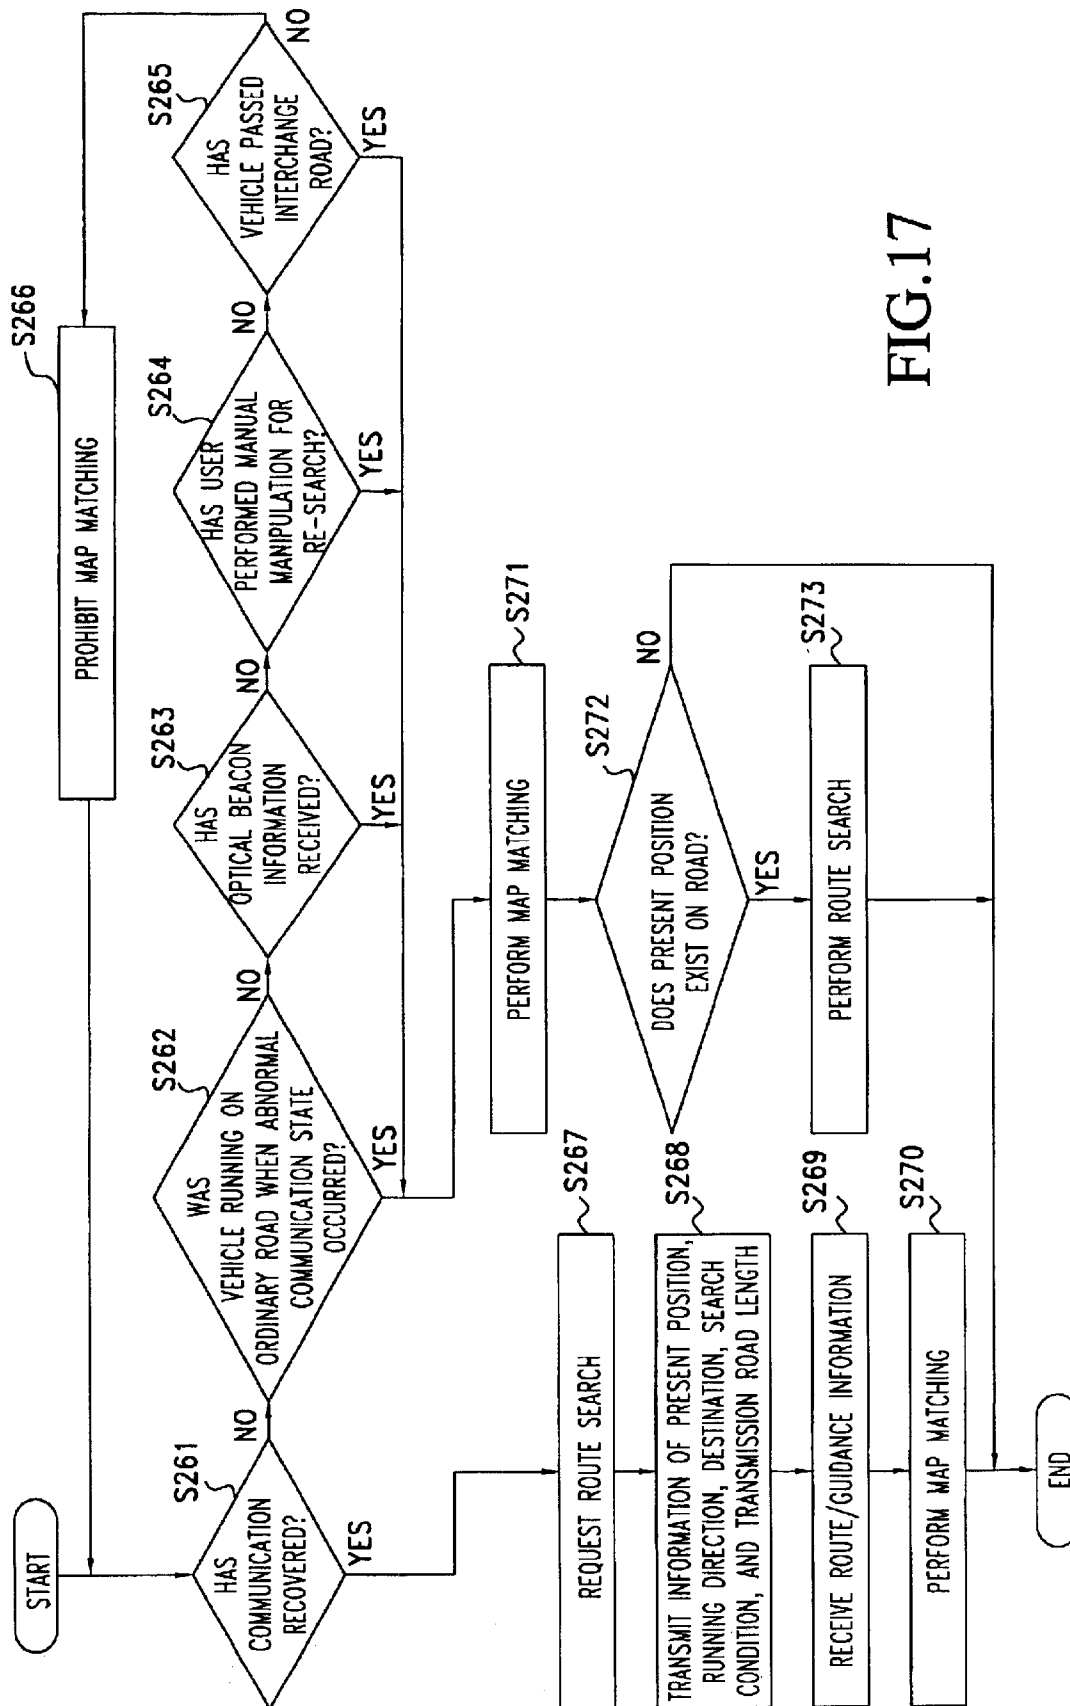 START
S261
HAS
COMMUNICATION
RECOVERED?
NO
YES
S262
WAS
VEHICLE RUNNING ON
ORDINARY ROAD WHEN ABNORMAL
COMMUNICATION STATE
OCCURRED?
NO
YES
S263
HAS
OPTICAL BEACON
INFORMATION
RECEIVED?
NO
YES
S264
HAS USER
PERFORMED MANUAL
MANIPULATION FOR
RE-SEARCH?
NO
YES
S265
HAS
VEHICLE PASSED
INTERCHANGE
ROAD?
NO
YES
S266
PROHIBIT MAP MATCHING
S267
REQUEST ROUTE SEARCH
S268
TRANSMIT INFORMATION OF PRESENT POSITION,
RUNNING DIRECTION, DESTINATION, SEARCH
CONDITION, AND TRANSMISSION ROAD LENGTH
S269
RECEIVE ROUTE/GUIDANCE INFORMATION
S270
PERFORM MAP MATCHING
S271
PERFORM MAP MATCHING
S272
DOES PRESENT POSITION
EXIST ON ROAD?
NO
YES
S273
PERFORM ROUTE SEARCH
END
FIG.17